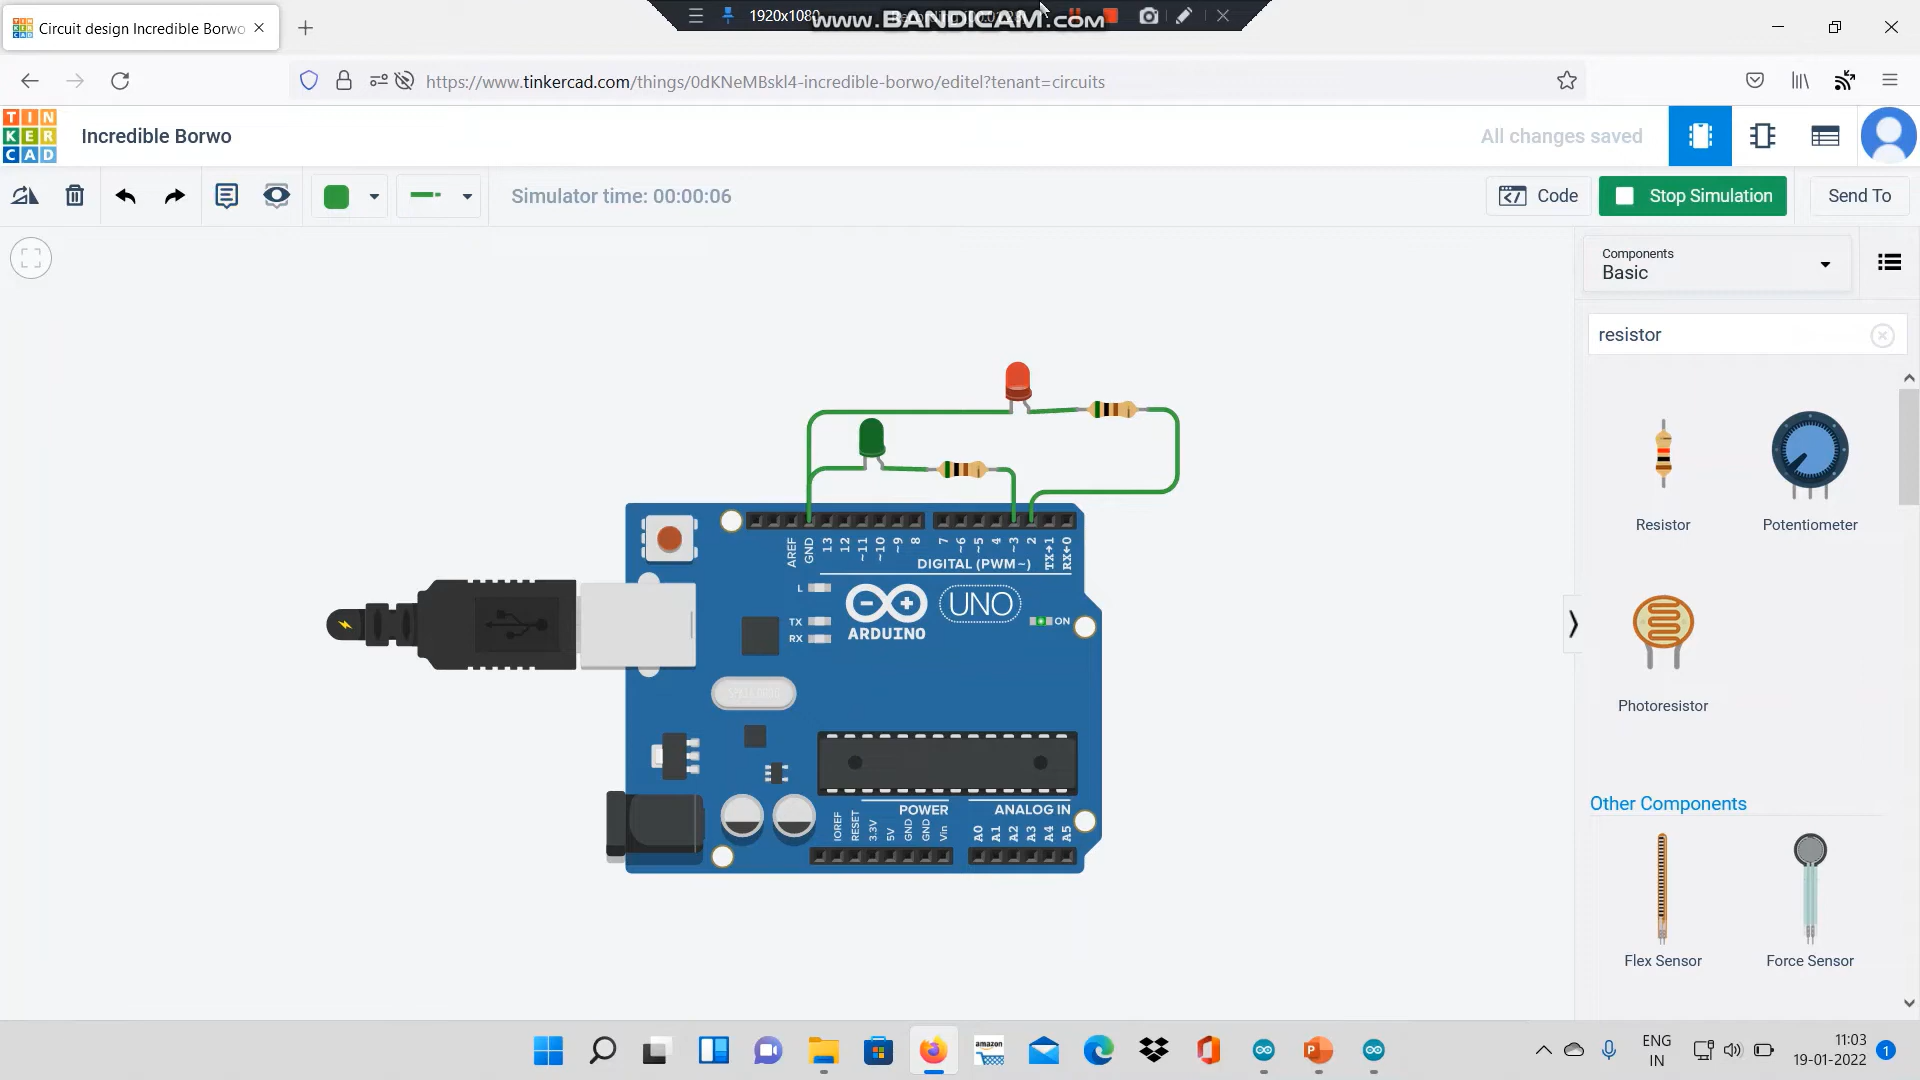 1920x1080
www.BANDICAM.com
Circuit design Incredible Borwo
https://www.tinkercad.com/things/0dKNeMBskl4-incredible-borwo/editel?tenant=circuits
TIN
KER
CAD
Incredible Borwo
All changes saved
Simulator time: 00:00:06
Code
Stop Simulation
Send To
Components
Basic
resistor
Resistor
Potentiometer
Photoresistor
Other Components
Flex Sensor
Force Sensor
AREF
GND
13
12
~11
~10
~9
8
7
~6
~5
4
~3
2
TX→1
RX←0
DIGITAL (PWM~)
L
TX
RX
ARDUINO
UNO
ON
POWER
ANALOG IN
IOREF
RESET
3.3V
5V
GND
GND
Vin
A0
A1
A2
A3
A4
A5
amazon
ENG
IN
11:03
19-01-2022
1